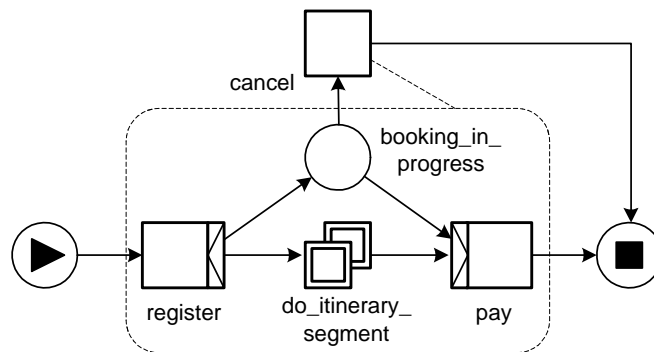 cancel
booking_in_
progress
register
do_itinerary_
segment
pay